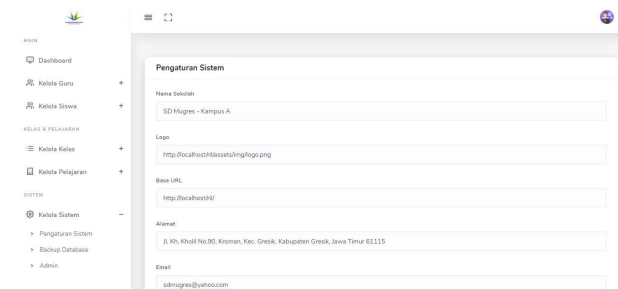 MAIN
Dashboard
Kelola Guru +
Kelola Siswa +
KELAS & PELAJARAN
Kelola Kelas +
Kelola Pelajaran +
SISTEM
Kelola Sistem -
> Pengaturan Sistem
> Backup Database
> Admin
Pengaturan Sistem
Nama Sekolah
SD Mugres - Kampus A
Logo
http://localhost/nl/assets/img/logo.png
Base URL
http://localhost/nl/
Alamat
Jl. Kh. Kholil No.90, Kroman, Kec. Gresik, Kabupaten Gresik, Jawa Timur 61115
Email
sdmugres@yahoo.com